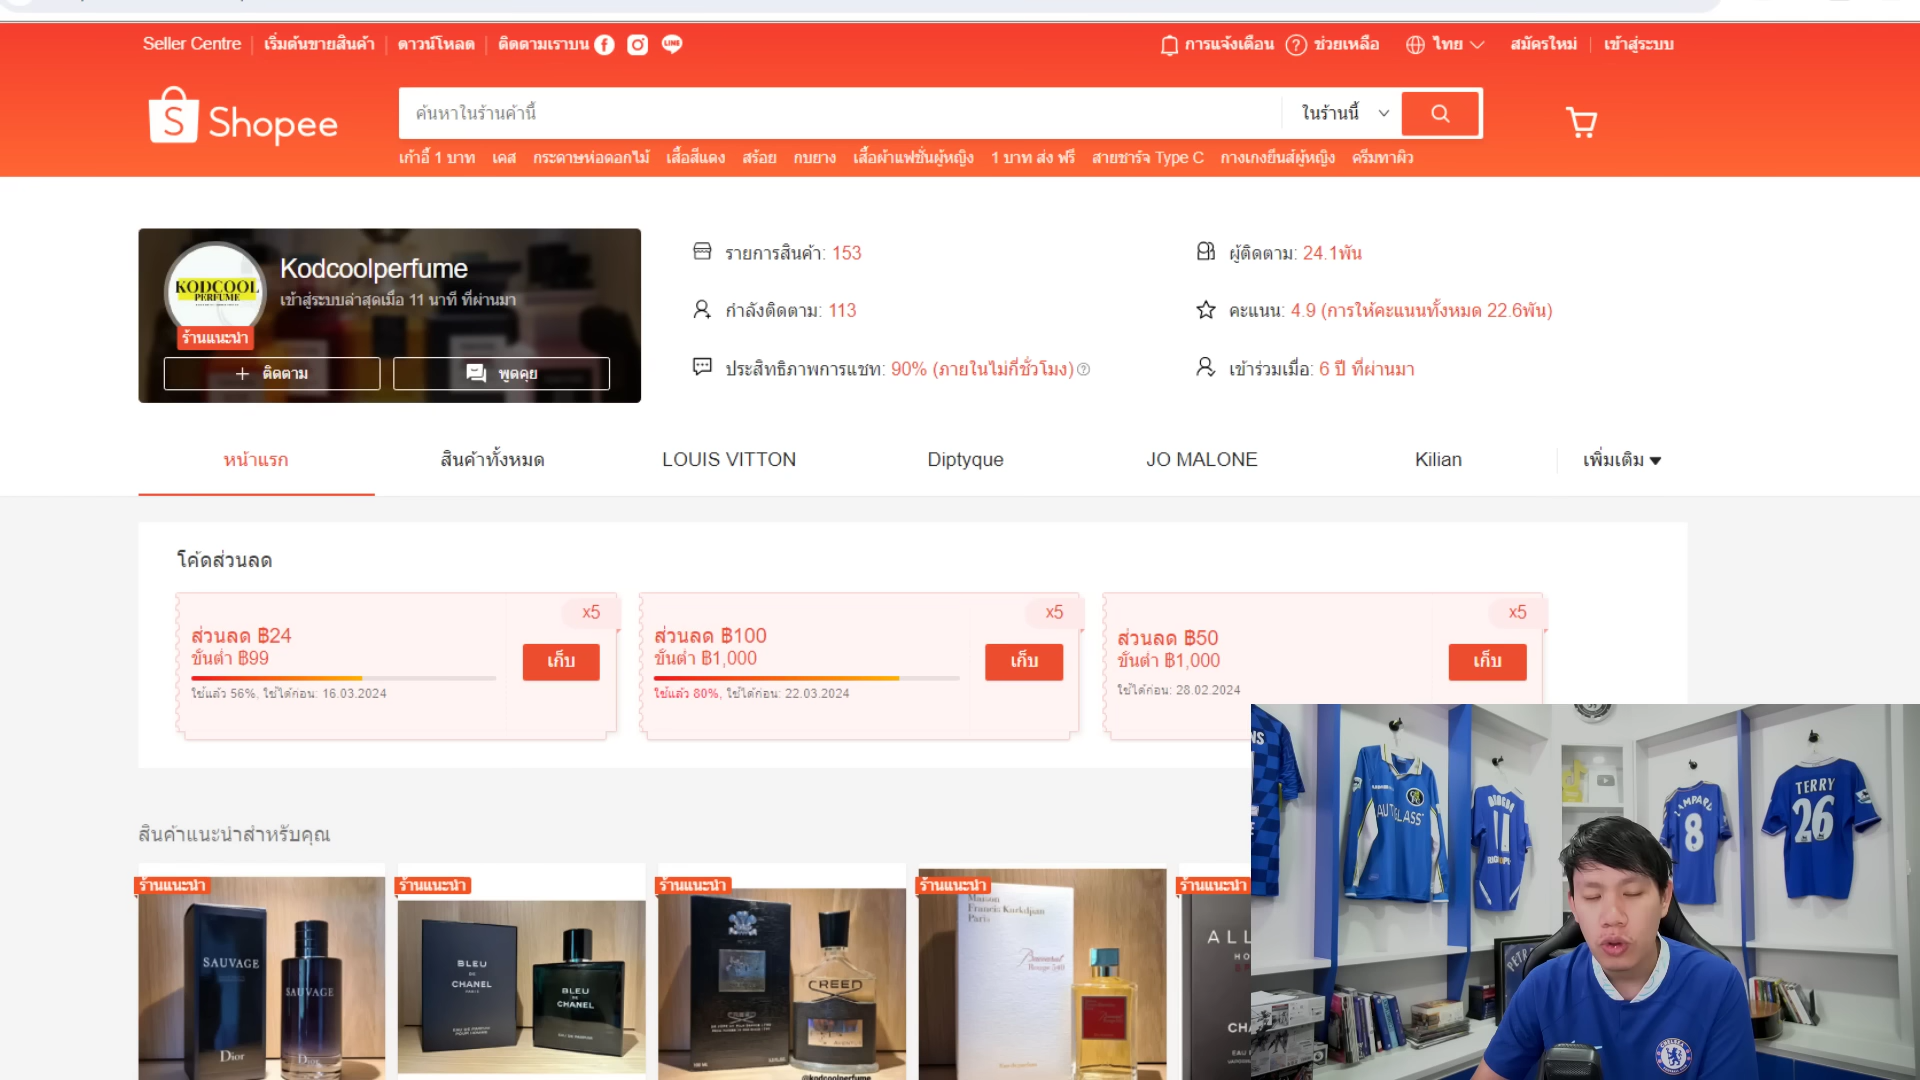 Seller Centre เริ่มต้นขายสินค้า ดาวน์โหลด ติดตามเราบน การแจ้งเตือน ช่วยเหลือ ไทย สมัครใหม่ เข้าสู่ระบบ
Shopee
ค้นหาในร้านค้านี้ ในร้านนี้
เก้าอี้ 1 บาท เคส กระดาษห่อดอกไม้ เสื้อสีแดง สร้อย กบยาง เสื้อผ้าแฟชั่นผู้หญิง 1 บาท ส่ง ฟรี สายชาร์จ Type C กางเกงยีนส์ผู้หญิง ครีมทาผิว
KODCOOL
PERFUME
Kodcoolperfume
เข้าสู่ระบบล่าสุดเมื่อ 11 นาที ที่ผ่านมา
ร้านแนะนำ
ติดตาม พูดคุย
รายการสินค้า: 153
ผู้ติดตาม: 24.1พัน
กำลังติดตาม: 113
คะแนน: 4.9 (การให้คะแนนทั้งหมด 22.6พัน)
ประสิทธิภาพการแชท: 90% (ภายในไม่กี่ชั่วโมง)
เข้าร่วมเมื่อ: 6 ปี ที่ผ่านมา
หน้าแรก สินค้าทั้งหมด LOUIS VITTON Diptyque JO MALONE Kilian เพิ่มเติม
โค้ดส่วนลด
x5
ส่วนลด ฿24
ขั้นต่ำ ฿99
เก็บ
ใช้แล้ว 56%, ใช้ได้ก่อน: 16.03.2024
x5
ส่วนลด ฿100
ขั้นต่ำ ฿1,000
เก็บ
ใช้แล้ว 80%, ใช้ได้ก่อน: 22.03.2024
x5
ส่วนลด ฿50
ขั้นต่ำ ฿1,000
เก็บ
ใช้ได้ก่อน: 28.02.2024
สินค้าแนะนำสำหรับคุณ
ร้านแนะนำ
SAUVAGE
SAUVAGE
Dior
Dior
ร้านแนะนำ
BLEU
DE
CHANEL
BLEU
DE
CHANEL
ร้านแนะนำ
CREED
@kodcoolperfume
ร้านแนะนำ
Maison
Francis Kurkdjian
Paris
Baccarat
Rouge 540
ร้านแนะนำ
ALL
HO
CHA
AUTOGLASS
DROGBA
11
LAMPARD
8
TERRY
26
PETR
CHELSEA